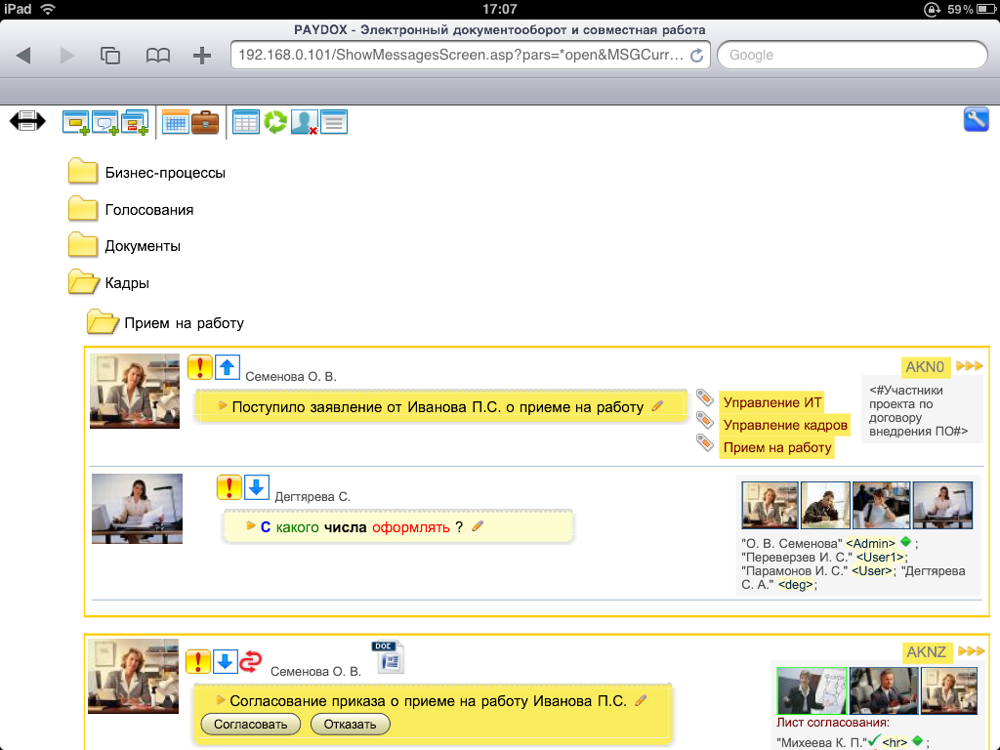 iPad 17:07 59%
PAYDOX - Электронный документооборот и совместная работа
192.168.0.101/ShowMessagesScreen.asp?pars=*open&MSGCurr...
Google
Бизнес-процессы
Голосования
Документы
Кадры
Прием на работу
Семенова О. В.
Поступило заявление от Иванова П.С. о приеме на работу
Управление ИТ
Управление кадров
Прием на работу
AKN0
<#Участники
проекта по
договору
внедрения ПО#>
Дегтярева С.
С какого числа оформлять ?
"О. В. Семенова" <Admin> ;
"Переверзев И. С." <User1>;
"Парамонов И. С." <User>; "Дегтярева
С. А." <deg>;
Семенова О. В.
DOC
Согласование приказа о приеме на работу Иванова П.С.
Согласовать Отказать
AKNZ
Лист согласования:
"Михеева К. П." <hr> ;